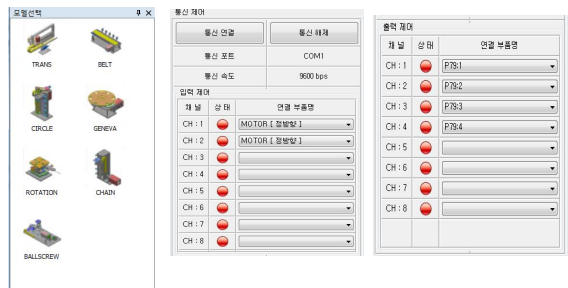 모델선택
TRANS
BELT
CIRCLE
GENEVA
ROTATION
CHAIN
BALLSCREW
통신 제어
통신 연결
통신 해제
통신 포트
COM1
통신 속도
9600 bps
입력 제어
채 널
상 태
연결 부품명
CH : 1
MOTOR [ 정방향 ]
CH : 2
MOTOR [ 정방향 ]
CH : 3
CH : 4
CH : 5
CH : 6
CH : 7
CH : 8
출력 제어
채 널
상 태
연결 부품명
CH : 1
P79:1
CH : 2
P79:2
CH : 3
P79:3
CH : 4
P79:4
CH : 5
CH : 6
CH : 7
CH : 8